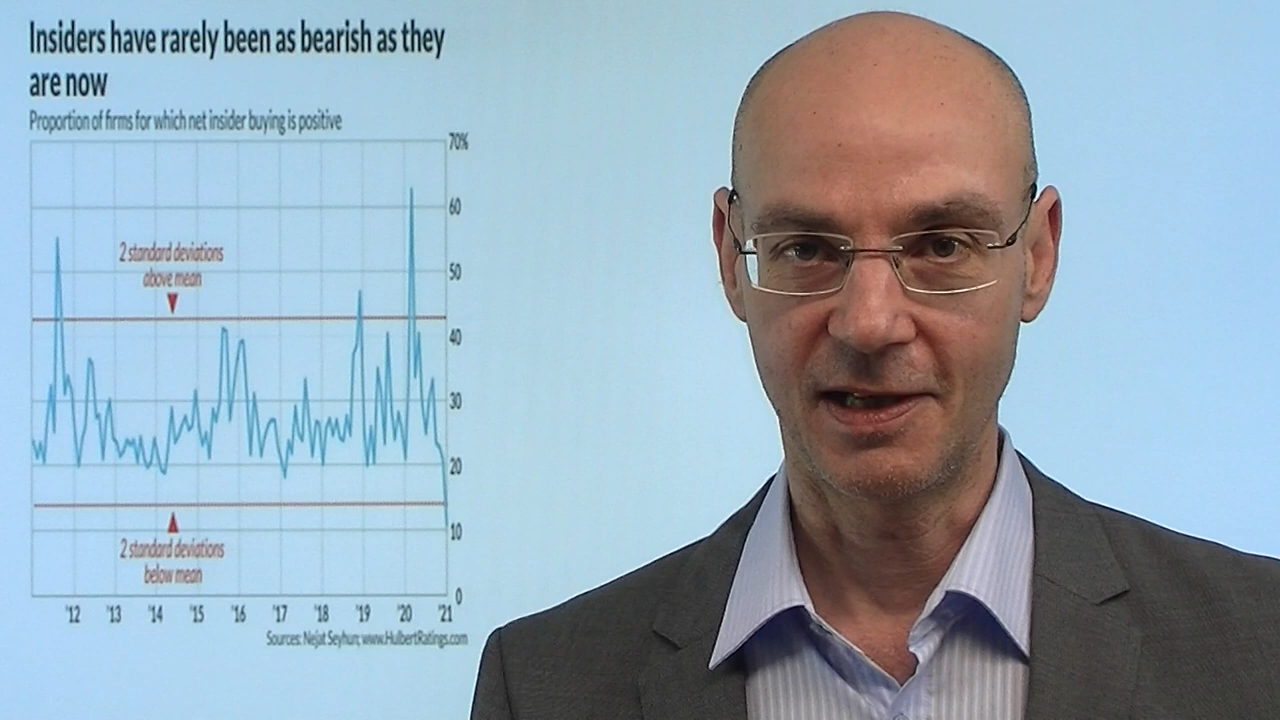 Insiders have rarely been as bearish as they
are now
Proportion of firms for which net insider buying is positive
70%
60
2 standard deviations
above mean
50
40
30
20
10
2 standard deviations
below mean
0
'12 '13 '14 '15 '16 '17 '18 '19 '20 '21
Sources: Nejat Seyhun; www.HulbertRatings.com